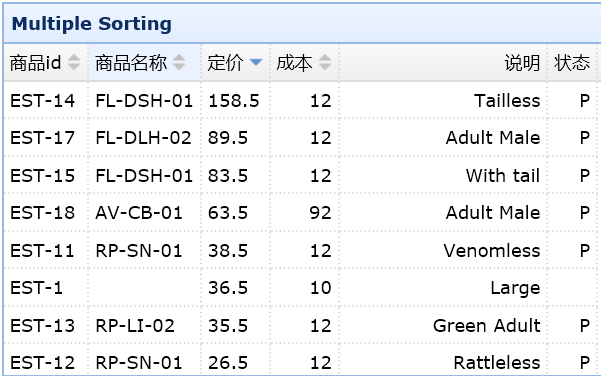 Multiple Sorting
商品id 商品名称 定价 成本 说明 状态
EST-14 FL-DSH-01 158.5 12 Tailless P
EST-17 FL-DLH-02 89.5 12 Adult Male P
EST-15 FL-DSH-01 83.5 12 With tail P
EST-18 AV-CB-01 63.5 92 Adult Male P
EST-11 RP-SN-01 38.5 12 Venomless P
EST-1 36.5 10 Large
EST-13 RP-LI-02 35.5 12 Green Adult P
EST-12 RP-SN-01 26.5 12 Rattleless P